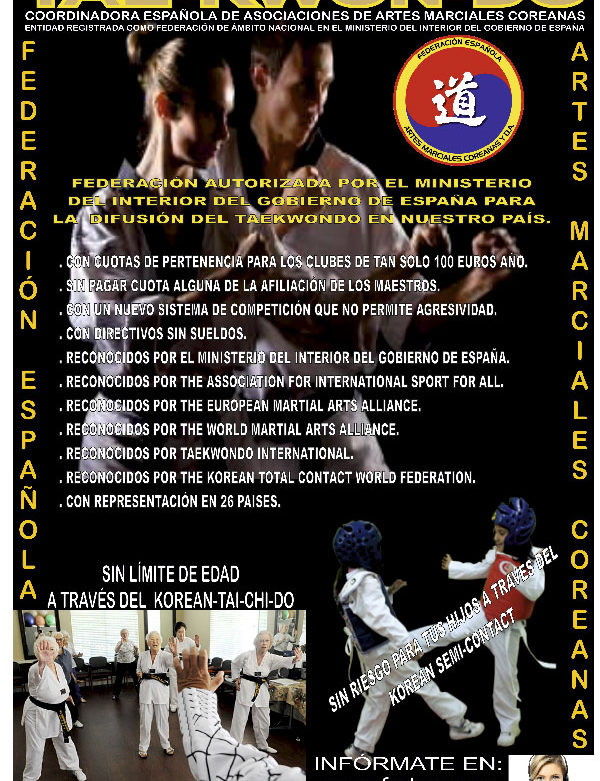 TAE-KWON-DO
COORDINADORA ESPAÑOLA DE ASOCIACIONES DE ARTES MARCIALES COREANAS
ENTIDAD REGISTRADA COMO FEDERACIÓN DE ÁMBITO NACIONAL EN EL MINISTERIO DEL INTERIOR DEL GOBIERNO DE ESPAÑA
FEDERACIÓN ESPAÑOLA
ARTES MARCIALES COREANAS
FEDERACIÓN ESPAÑOLA
道
ARTES MARCIALES COREANAS Y D.A.
FEDERACIÓN AUTORIZADA POR EL MINISTERIO
DEL INTERIOR DEL GOBIERNO DE ESPAÑA PARA
LA DIFUSIÓN DEL TAEKWONDO EN NUESTRO PAÍS.
. CON CUOTAS DE PERTENENCIA PARA LOS CLUBES DE TAN SOLO 100 EUROS AÑO.
. SIN PAGAR CUOTA ALGUNA DE LA AFILIACIÓN DE LOS MAESTROS.
. CON UN NUEVO SISTEMA DE COMPETICIÓN QUE NO PERMITE AGRESIVIDAD.
. CON DIRECTIVOS SIN SUELDOS.
. RECONOCIDOS POR EL MINISTERIO DEL INTERIOR DEL GOBIERNO DE ESPAÑA.
. RECONOCIDOS POR THE ASSOCIATION FOR INTERNATIONAL SPORT FOR ALL.
. RECONOCIDOS POR THE EUROPEAN MARTIAL ARTS ALLIANCE.
. RECONOCIDOS POR THE WORLD MARTIAL ARTS ALLIANCE.
. RECONOCIDOS POR TAEKWONDO INTERNATIONAL.
. RECONOCIDOS POR THE KOREAN TOTAL CONTACT WORLD FEDERATION.
. CON REPRESENTACIÓN EN 26 PAISES.
SIN LÍMITE DE EDAD
A TRAVÉS DEL KOREAN-TAI-CHI-DO
SIN RIESGO PARA TUS HIJOS A TRAVES DEL
KOREAN SEMI-CONTACT
INFÓRMATE EN: